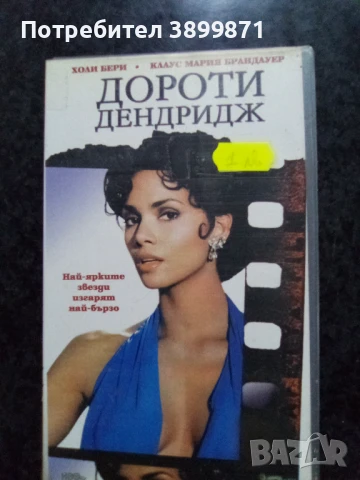 Потребител 3899871
ХОЛИ БЕРИ • КЛАУС МАРИЯ БРАНДАУЕР
ДОРОТИ
ДЕНДРИДЖ
Най-ярките
звезди
изгарят
най-бързо
BAZAR